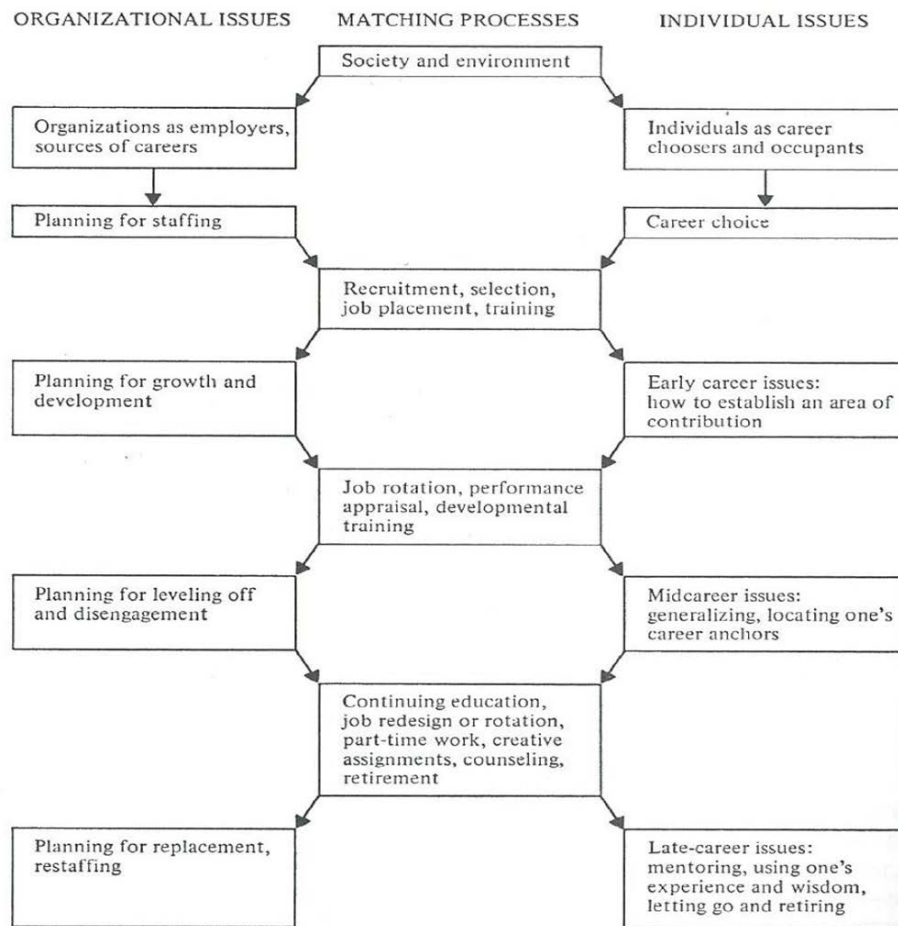 ORGANIZATIONAL ISSUES
MATCHING PROCESSES
INDIVIDUAL ISSUES
Society and environment
Organizations as employers,
sources of careers
Individuals as career
choosers and occupants
Planning for staffing
Career choice
Recruitment, selection,
job placement, training
Planning for growth and
development
Early career issues:
how to establish an area of
contribution
Job rotation, performance
appraisal, developmental
training
Planning for leveling off
and disengagement
Midcareer issues:
generalizing, locating one's
career anchors
Continuing education,
job redesign or rotation,
part-time work, creative
assignments, counseling,
retirement
Planning for replacement,
restaffing
Late-career issues:
mentoring, using one's
experience and wisdom,
letting go and retiring